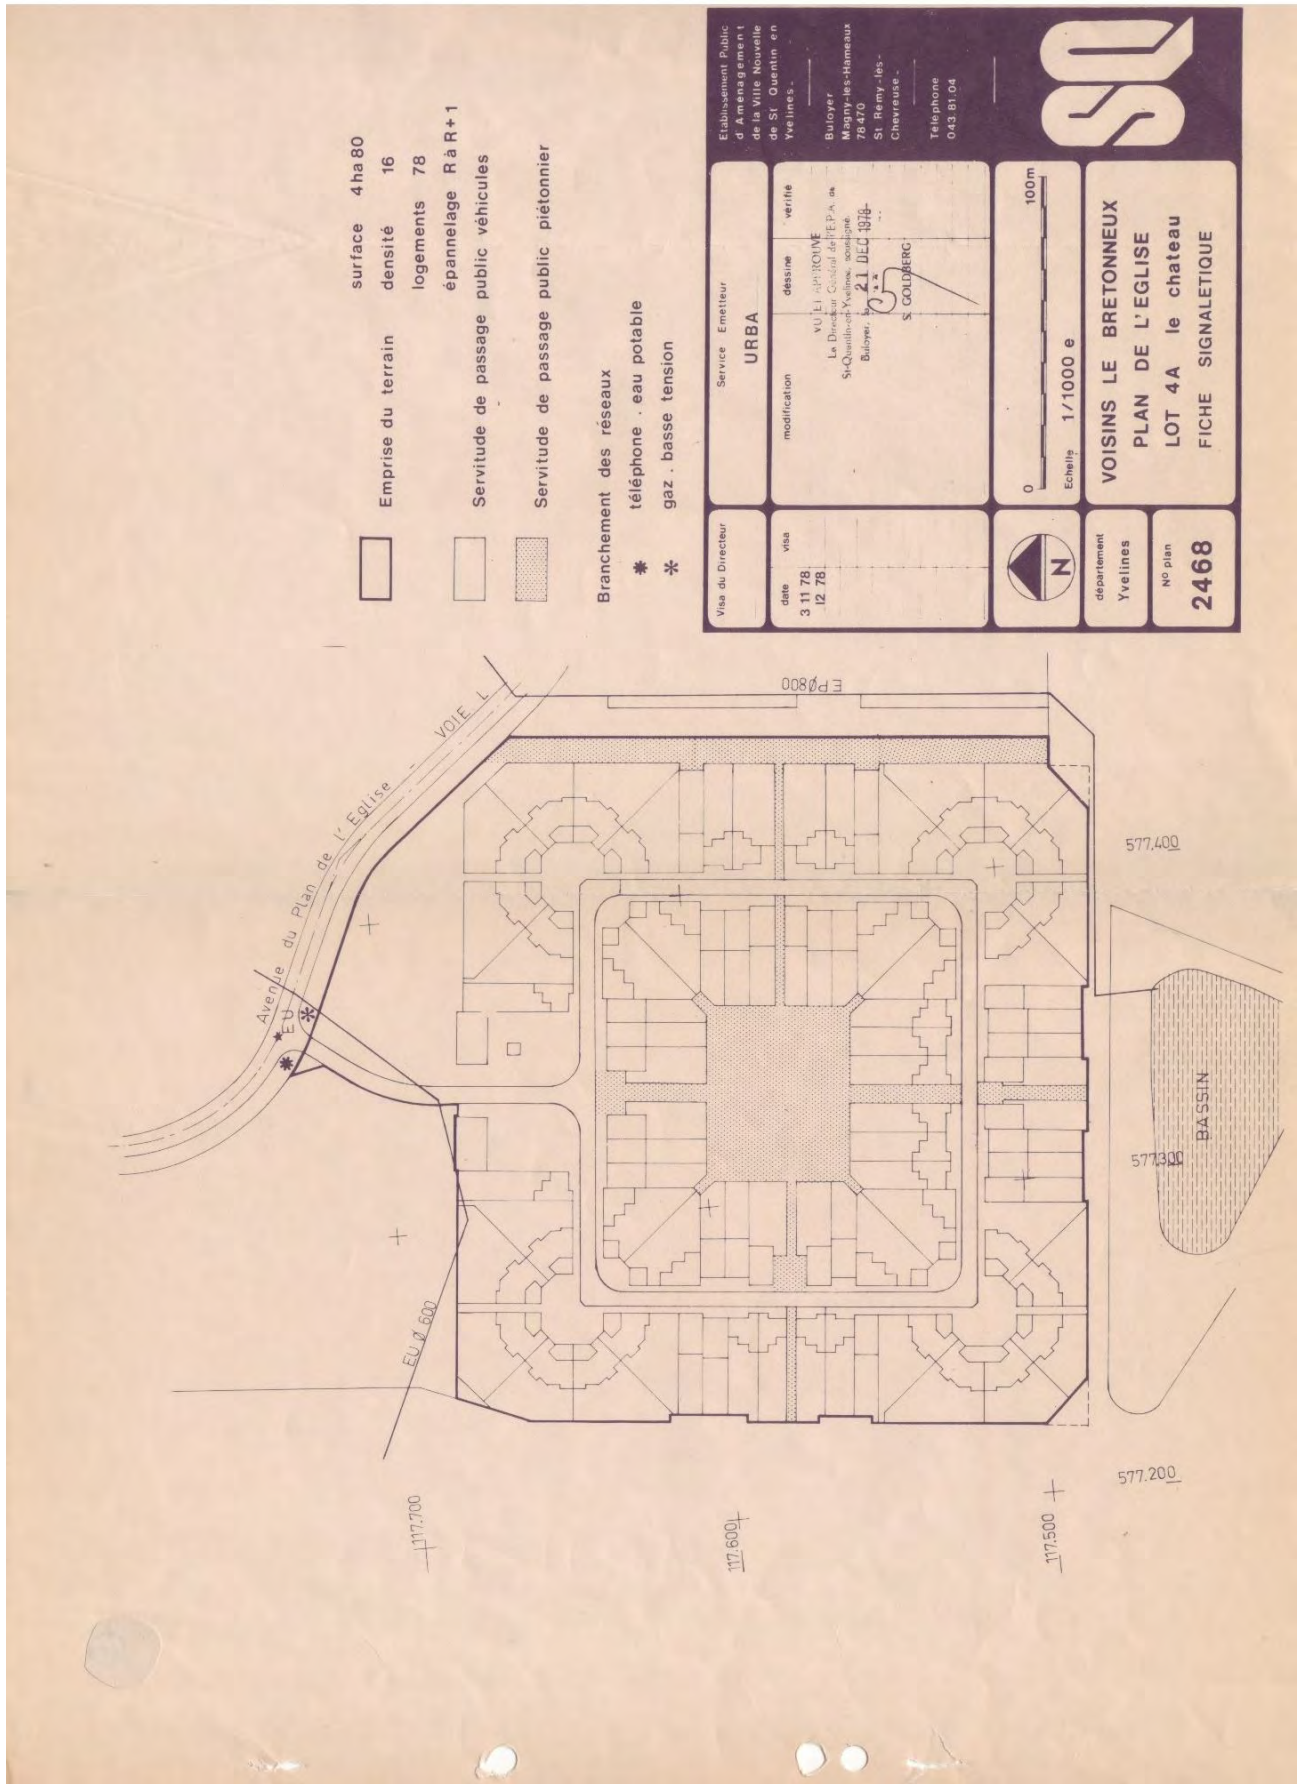 Etablissement Public
d'Aménagement
de la Ville Nouvelle
de St Quentin en
Yvelines.
Buloyer
Magny-les-Hameaux
78470
St Rémy-les-
Chevreuse.
Téléphone
043.81.04
SQ
surface 4ha80
Emprise du terrain densité 16
logements 78
épannelage R à R+1
Servitude de passage public véhicules
Servitude de passage public piétonnier
Branchement des réseaux
téléphone . eau potable
gaz . basse tension
Visa du Directeur
Service Emetteur
URBA
date visa modification dessiné vérifié
3 11 78
12 78
VU ET APPROUVE
Le Directeur Général de l'E.P.A. de
St-Quentin-en-Yvelines, soussigné
Buloyer, le 21 DEC 1978
S. GOLDBERG
N
0 100m
Echelle 1/1000 e
département
Yvelines
N° plan
2468
VOISINS LE BRETONNEUX
PLAN DE L'EGLISE
LOT 4A le chateau
FICHE SIGNALETIQUE
Avenue du Plan de l'Eglise - VOIE L
EU
EU Ø 600
EPØ800
BASSIN
577.400
577.300
577.200
117.700
117.600
117.500